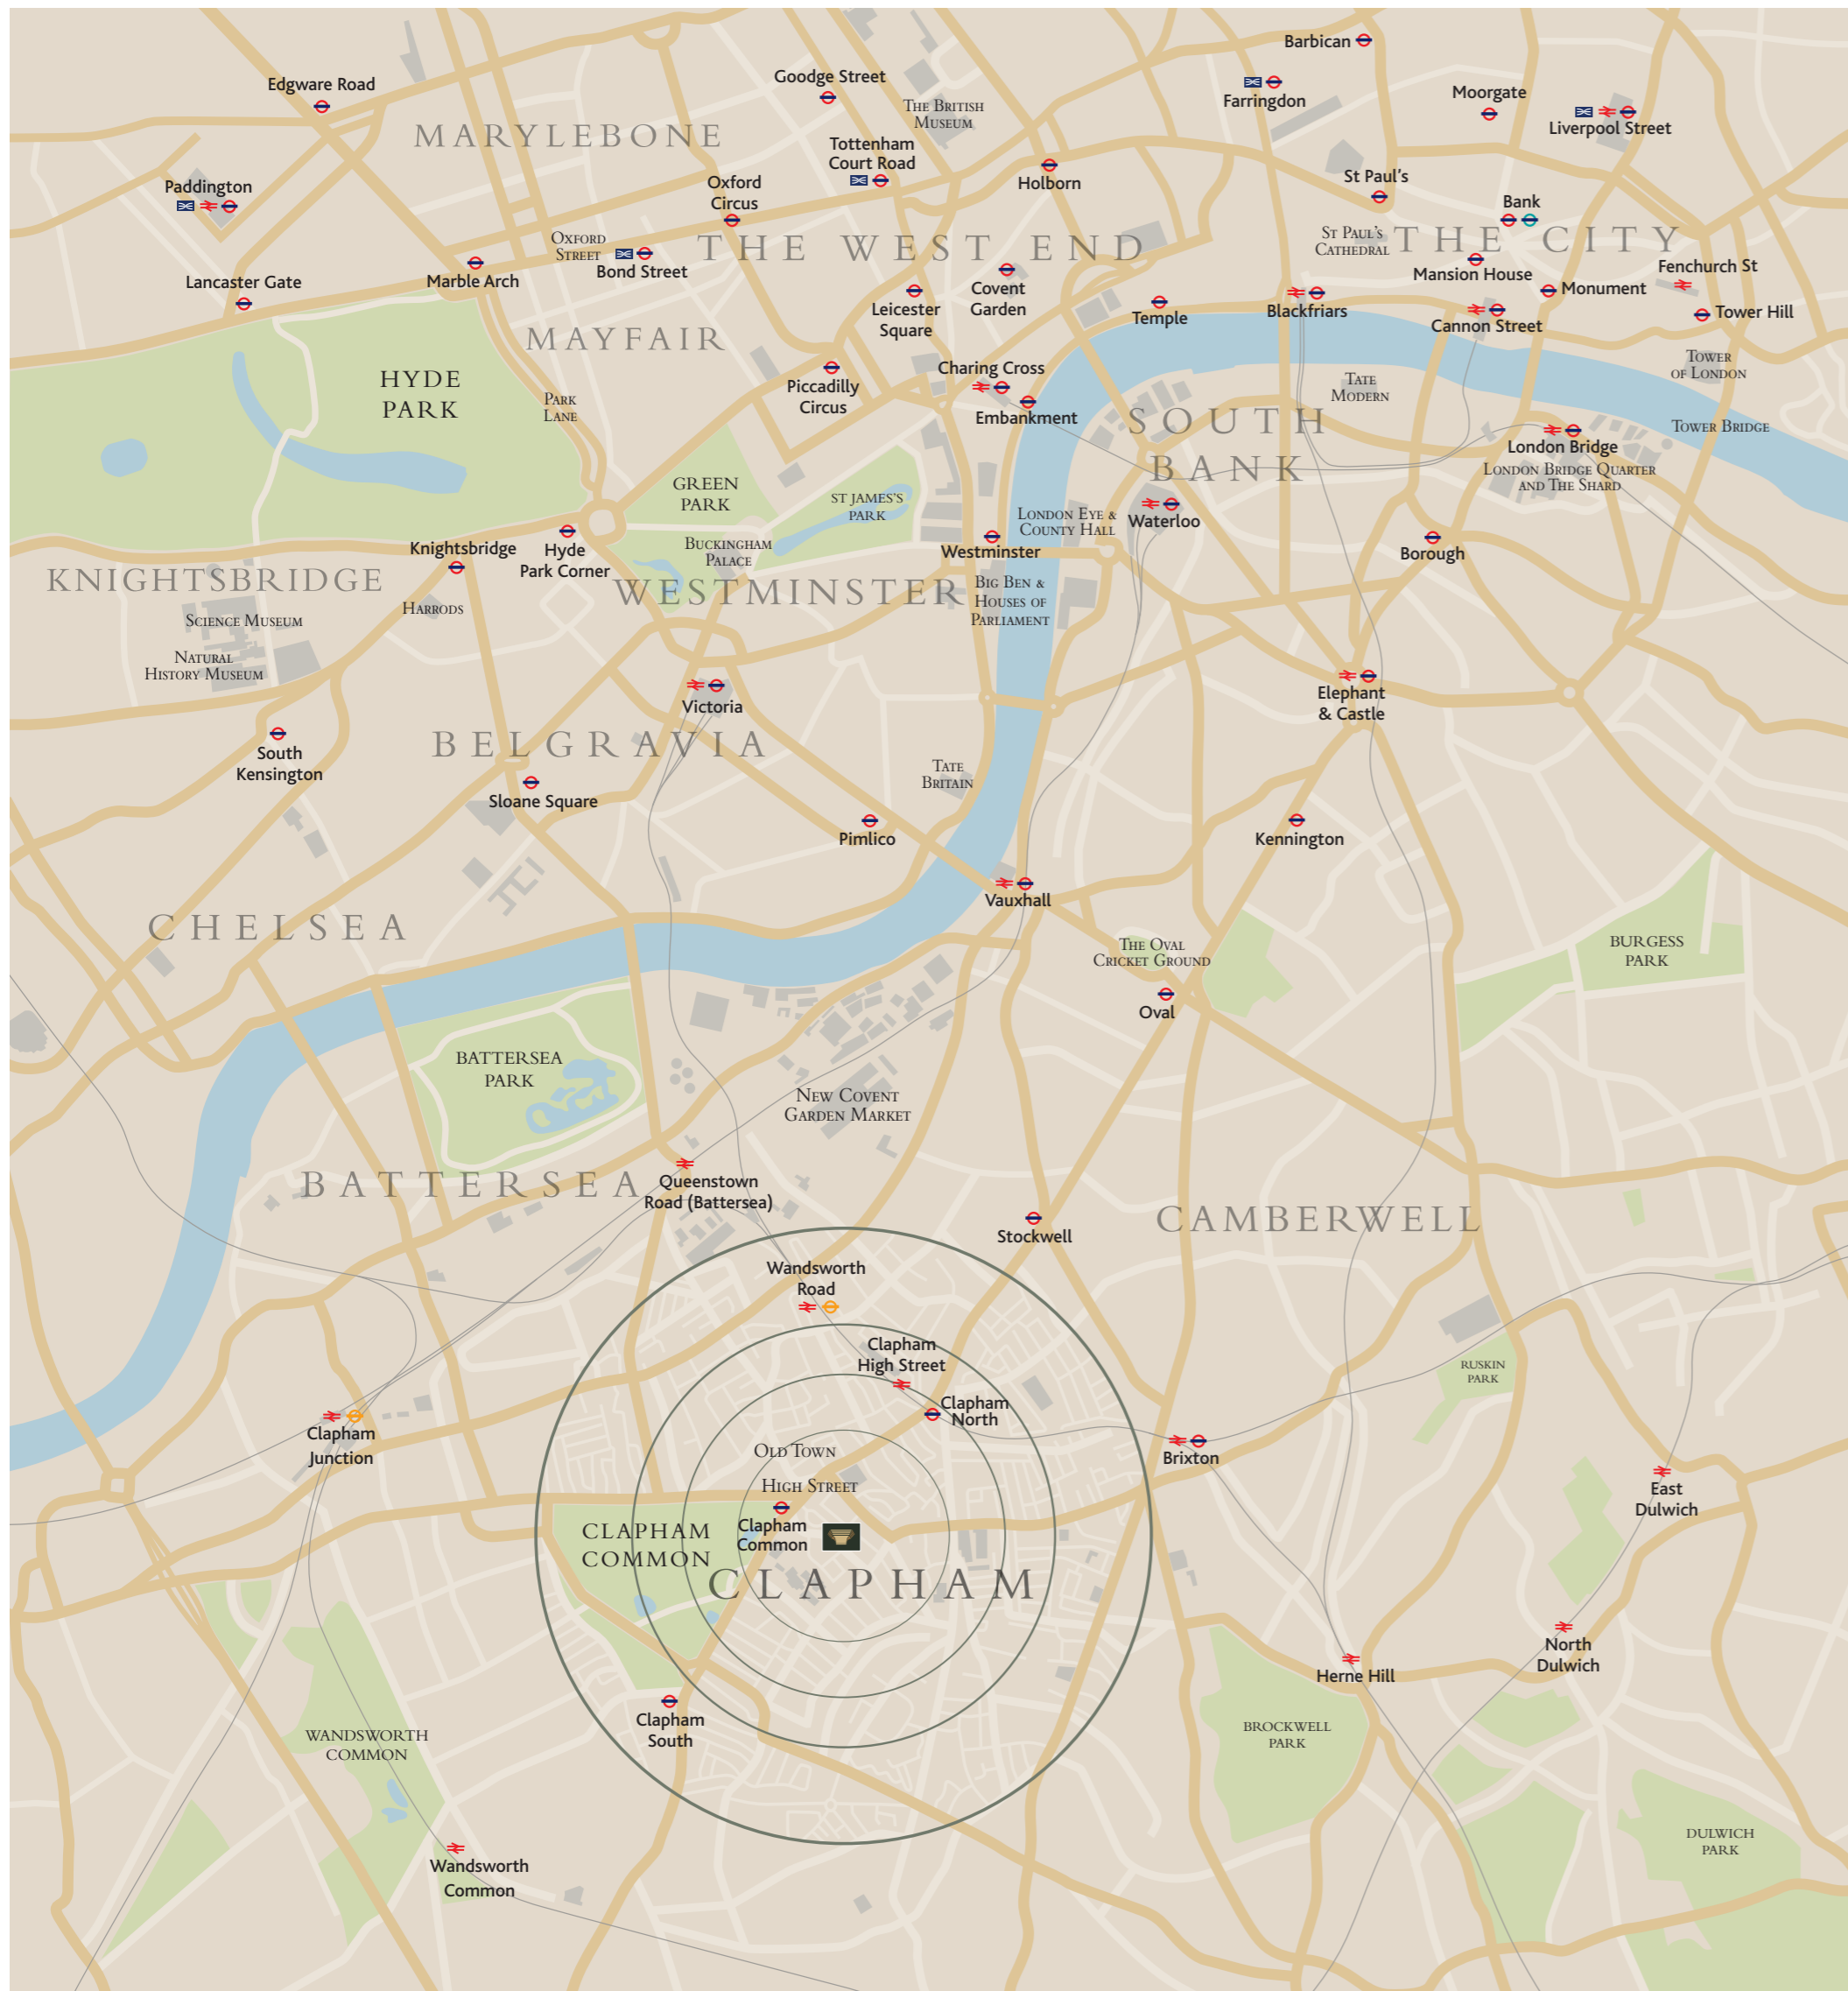 Barbican
Edgware Road
Goodge Street
The British
Museum
Farringdon
Moorgate
Liverpool Street
MARYLEBONE
Tottenham
Court Road
Holborn
St Paul's
Paddington
Oxford
Circus
Bank
Oxford
Street
Bond Street
THE WEST END
St Paul's
Cathedral
THE CITY
Lancaster Gate
Marble Arch
Covent
Garden
Mansion House
Fenchurch St
Monument
Leicester
Square
Temple
Blackfriars
Cannon Street
Tower Hill
MAYFAIR
HYDE
PARK
Park
Lane
Piccadilly
Circus
Charing Cross
Embankment
Tate
Modern
Tower
of London
SOUTH
BANK
Tower Bridge
London Bridge
London Bridge Quarter
and The Shard
GREEN
PARK
ST JAMES'S
PARK
London Eye &
County Hall
Waterloo
Knightsbridge
Hyde
Park Corner
Buckingham
Palace
Westminster
Borough
KNIGHTSBRIDGE
WESTMINSTER
Big Ben &
Houses of
Parliament
Harrods
Science Museum
Natural
History Museum
Victoria
Elephant
& Castle
South
Kensington
BELGRAVIA
Tate
Britain
Sloane Square
Pimlico
Kennington
Vauxhall
CHELSEA
The Oval
Cricket Ground
BURGESS
PARK
Oval
BATTERSEA
PARK
New Covent
Garden Market
BATTERSEA
Queenstown
Road (Battersea)
Stockwell
CAMBERWELL
Wandsworth
Road
Clapham
High Street
RUSKIN
PARK
Clapham
North
Clapham
Junction
Old Town
Brixton
High Street
East
Dulwich
CLAPHAM
COMMON
Clapham
Common
CLAPHAM
North
Dulwich
Herne Hill
Clapham
South
WANDSWORTH
COMMON
BROCKWELL
PARK
DULWICH
PARK
Wandsworth
Common